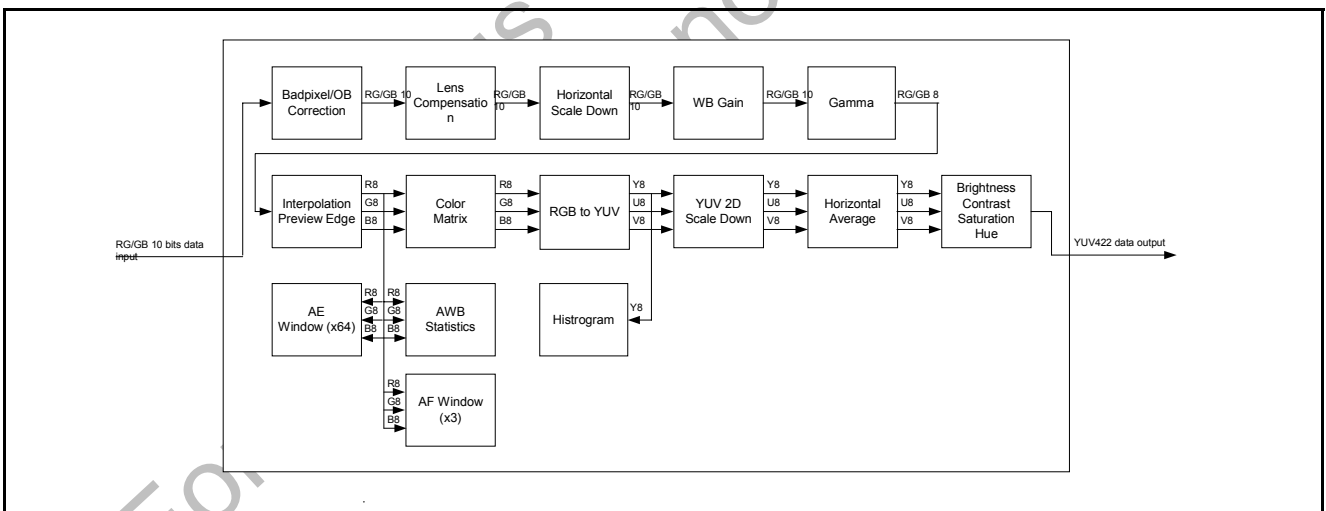 Badpixel/OB
Correction
RG/GB 10
Lens
Compensatio
n
RG/GB
10
Horizontal
Scale Down
RG/GB
10
WB Gain
RG/GB 10
Gamma
RG/GB 8
Interpolation
Preview Edge
R8
G8
B8
Color
Matrix
R8
G8
B8
RGB to YUV
Y8
U8
V8
YUV 2D
Scale Down
Y8
U8
V8
Horizontal
Average
Y8
U8
V8
Brightness
Contrast
Saturation
Hue
RG/GB 10 bits data
input
YUV422 data output
AE
Window (x64)
R8
G8
B8
R8
G8
B8
AWB
Statistics
Histrogram
Y8
R8
G8
B8
AF Window
(x3)
For